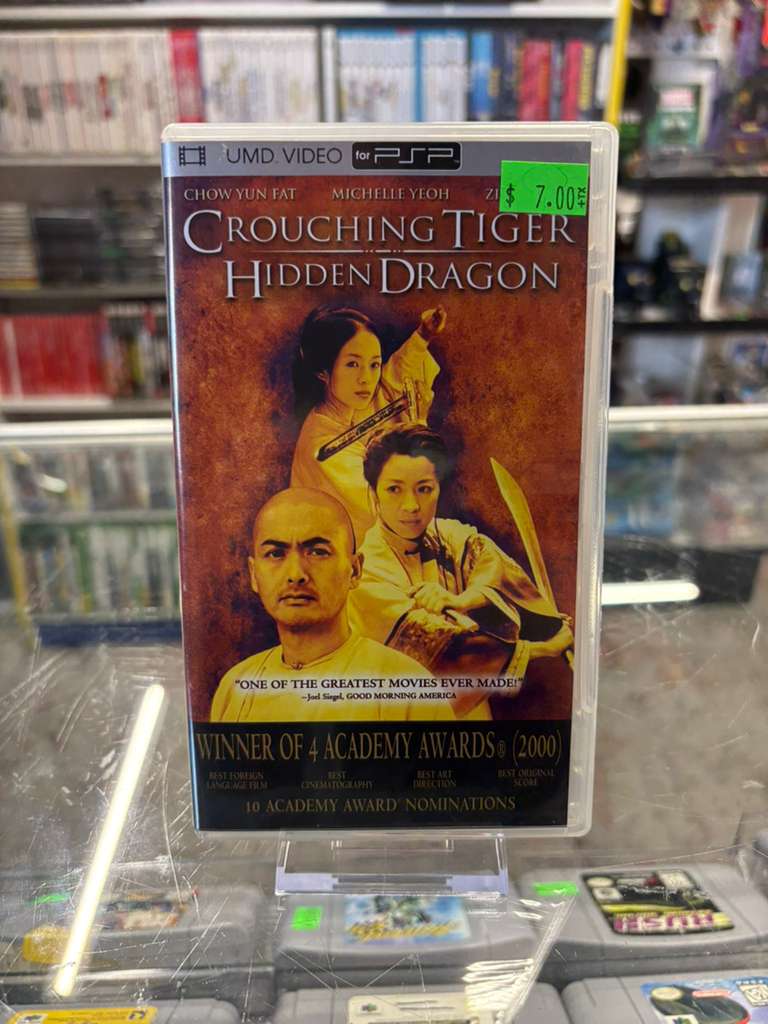 UMD VIDEO for PSP
$ 7.00 +TX
CHOW YUN FAT MICHELLE YEOH
CROUCHING TIGER
HIDDEN DRAGON
"ONE OF THE GREATEST MOVIES EVER MADE!"
–Joel Siegel, GOOD MORNING AMERICA
WINNER OF 4 ACADEMY AWARDS® (2000)
BEST FOREIGN LANGUAGE FILM
BEST CINEMATOGRAPHY
BEST ART DIRECTION
BEST ORIGINAL SCORE
10 ACADEMY AWARD® NOMINATIONS